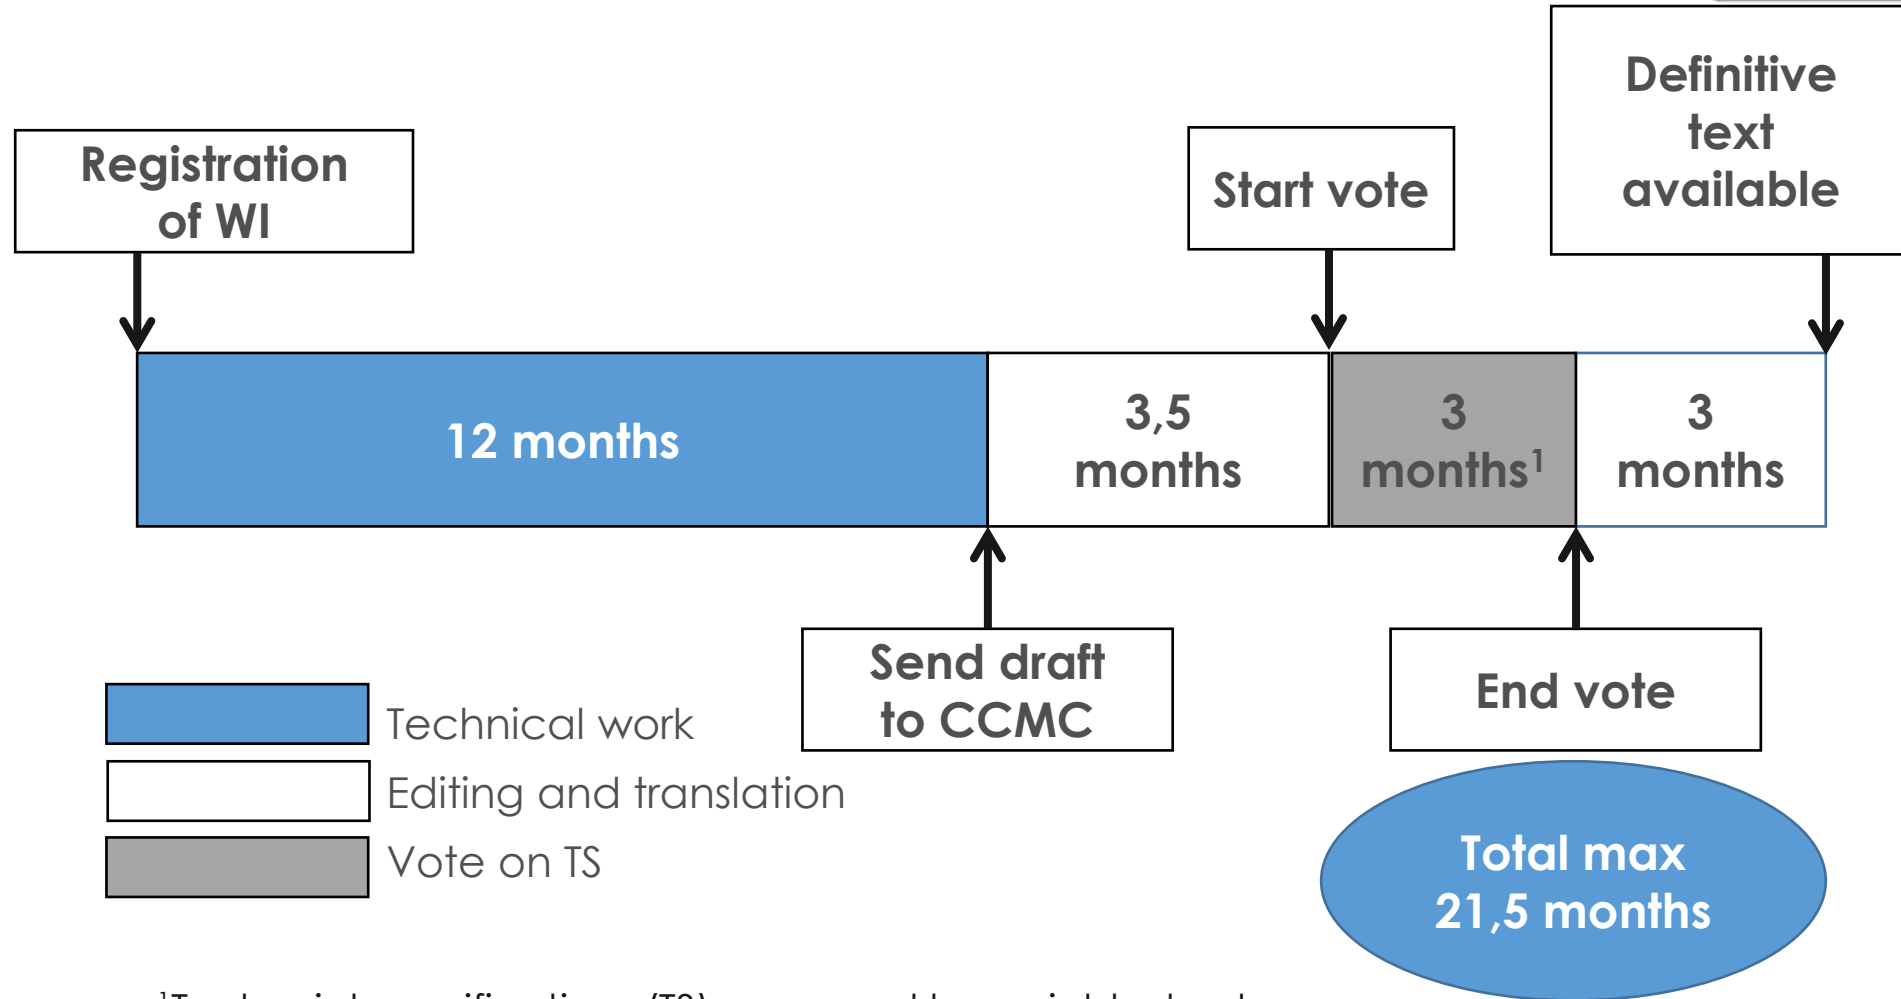 Registration
of WI
Start vote
Definitive
text
available
12 months
3,5
months
3
months¹
3
months
Send draft
to CCMC
End vote
Technical work
Editing and translation
Vote on TS
Total max
21,5 months